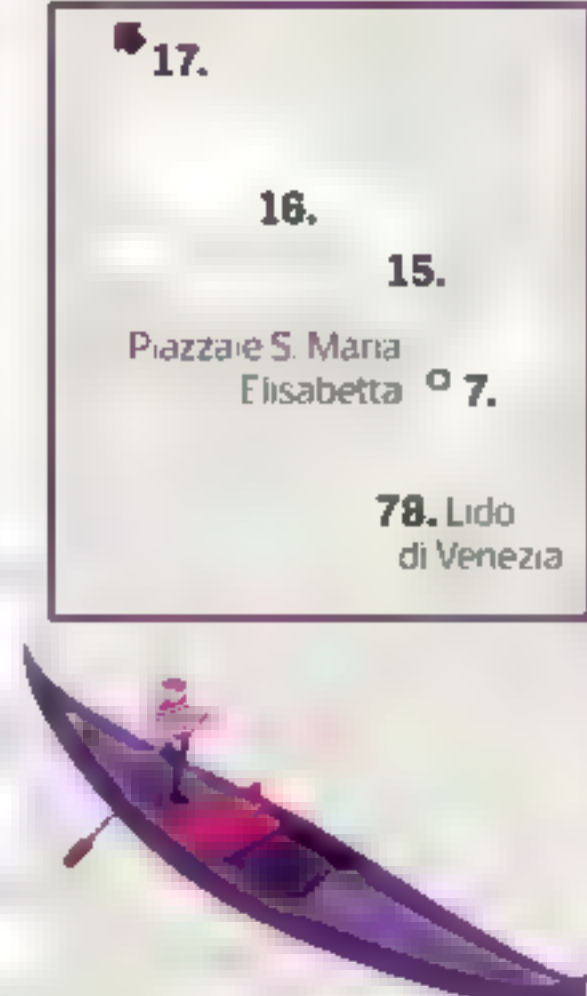 17.
16.
15.
Piazzale S. Maria
Elisabetta
7.
78. Lido
di Venezia